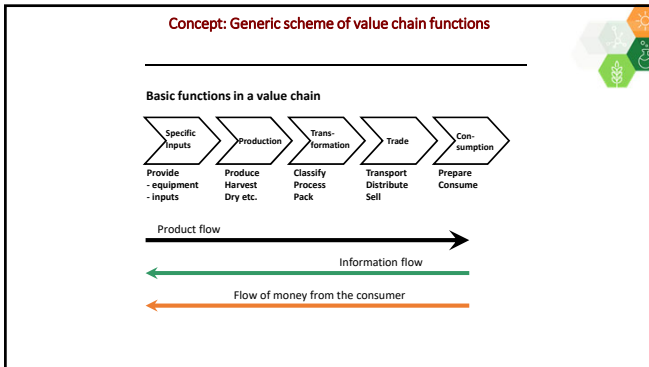 Concept: Generic scheme of value chain functions
Basic functions in a value chain
Specific
Inputs
Production
Trans-
formation
Trade
Con-
sumption
Provide
- equipment
- inputs
Produce
Harvest
Dry etc.
Classify
Process
Pack
Transport
Distribute
Sell
Prepare
Consume
Product flow
Information flow
Flow of money from the consumer